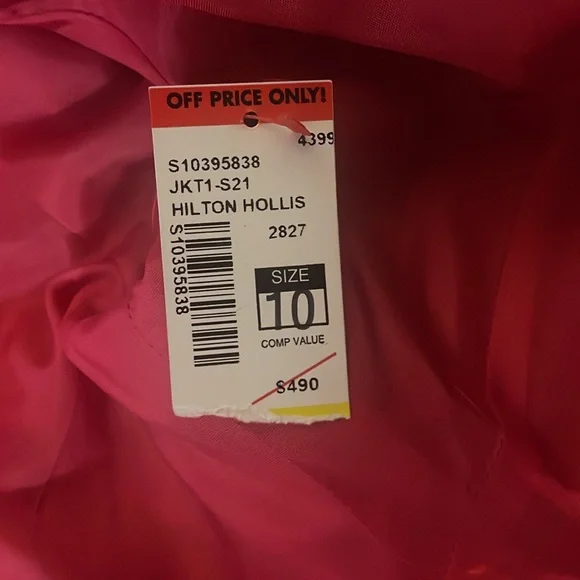 OFF PRICE ONLY!
4399
S10395838
JKT1-S21
HILTON HOLLIS
2827
S10395838
SIZE
10
COMP VALUE
$490